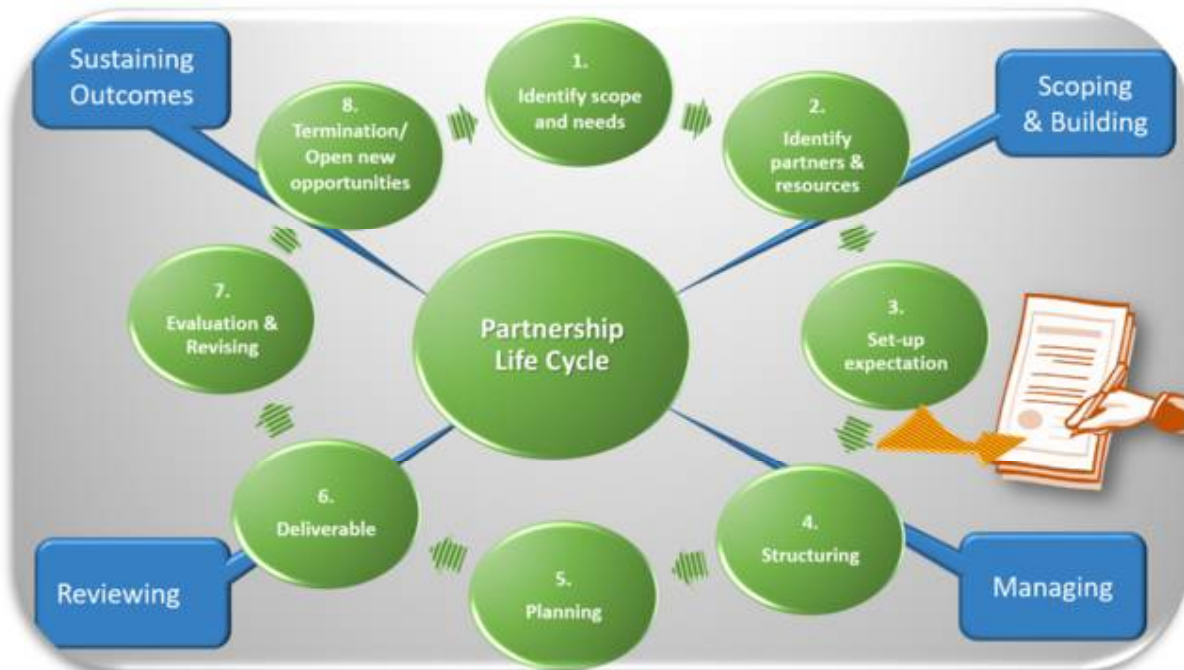 Sustaining
Outcomes
1.
Identify scope
and needs
Scoping
& Building
8.
Termination/
Open new
opportunities
2.
Identify
partners &
resources
7.
Evaluation &
Revising
Partnership
Life Cycle
3.
Set-up
expectation
6.
Deliverable
4.
Structuring
5.
Planning
Reviewing
Managing